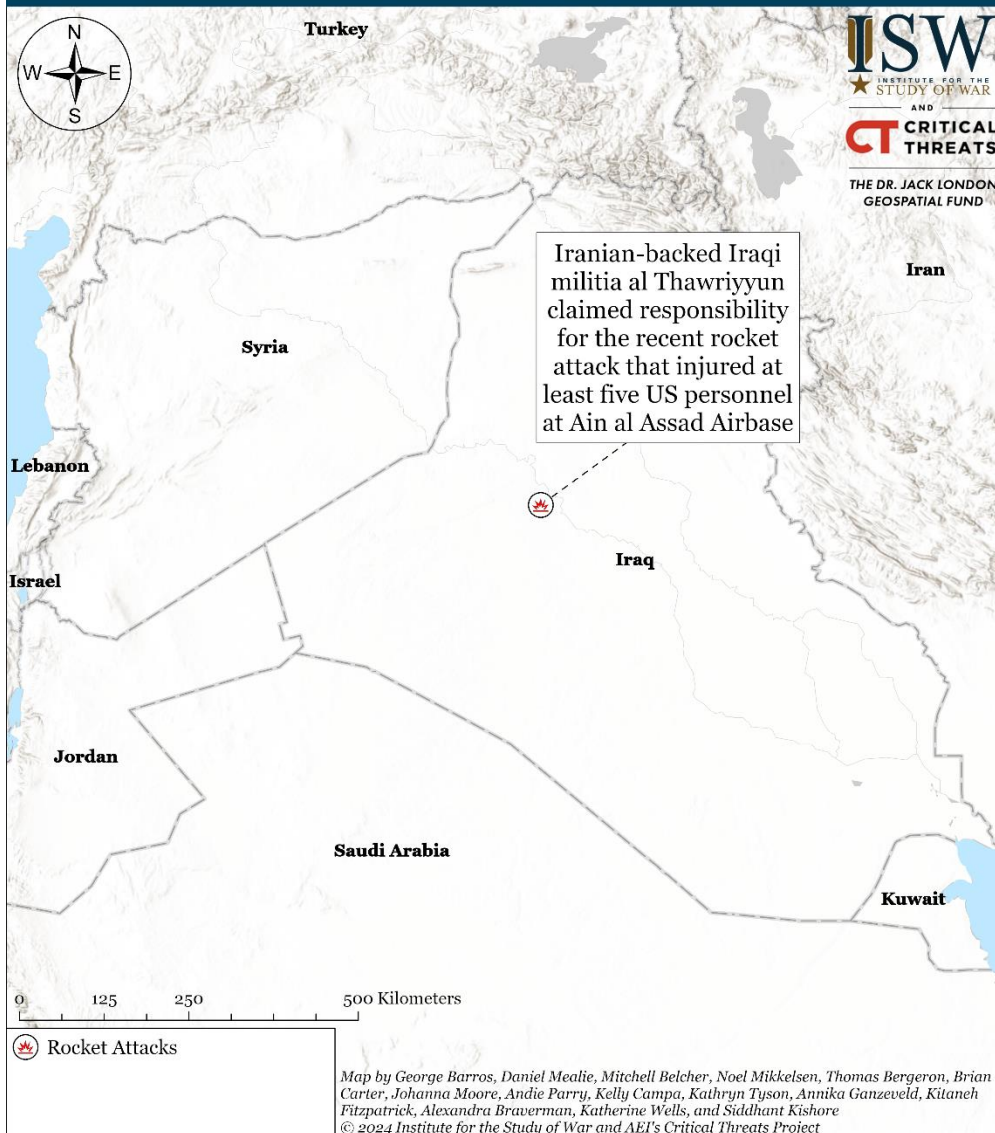 N
W E
S
Turkey
ISW
INSTITUTE FOR THE
STUDY OF WAR
AND
CT CRITICAL
THREATS
THE DR. JACK LONDON
GEOSPATIAL FUND
Iranian-backed Iraqi
militia al Thawriyyun
claimed responsibility
for the recent rocket
attack that injured at
least five US personnel
at Ain al Assad Airbase
Iran
Syria
Lebanon
Israel
Iraq
Jordan
Saudi Arabia
Kuwait
0 125 250 500 Kilometers
Rocket Attacks
Map by George Barros, Daniel Mealie, Mitchell Belcher, Noel Mikkelsen, Thomas Bergeron, Brian
Carter, Johanna Moore, Andie Parry, Kelly Campa, Kathryn Tyson, Annika Ganzeveld, Kitaneh
Fitzpatrick, Alexandra Braverman, Katherine Wells, and Siddhant Kishore
© 2024 Institute for the Study of War and AEI's Critical Threats Project